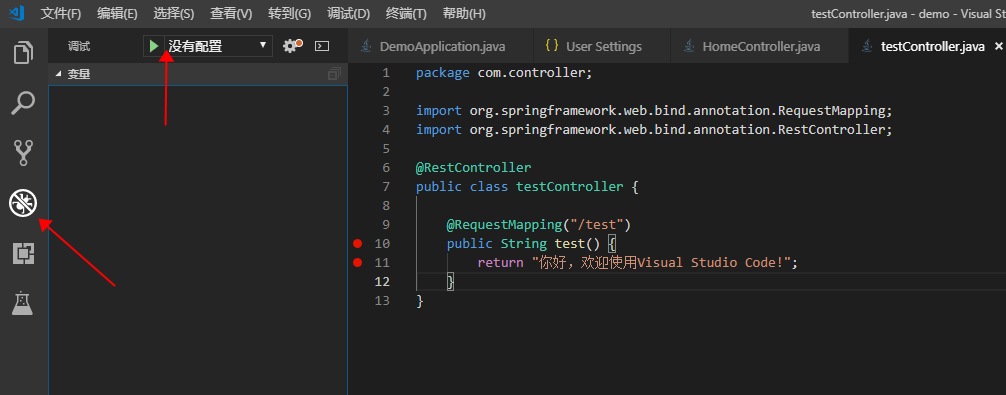 文件(F) 编辑(E) 选择(S) 查看(V) 转到(G) 调试(D) 终端(T) 帮助(H) testController.java - demo - Visual St
调试 没有配置 DemoApplication.java { } User Settings HomeController.java testController.java
变量
1 package com.controller;
2
3 import org.springframework.web.bind.annotation.RequestMapping;
4 import org.springframework.web.bind.annotation.RestController;
5
6 @RestController
7 public class testController {
8
9 @RequestMapping("/test")
10 public String test() {
11 return "你好，欢迎使用Visual Studio Code!";
12 }
13 }